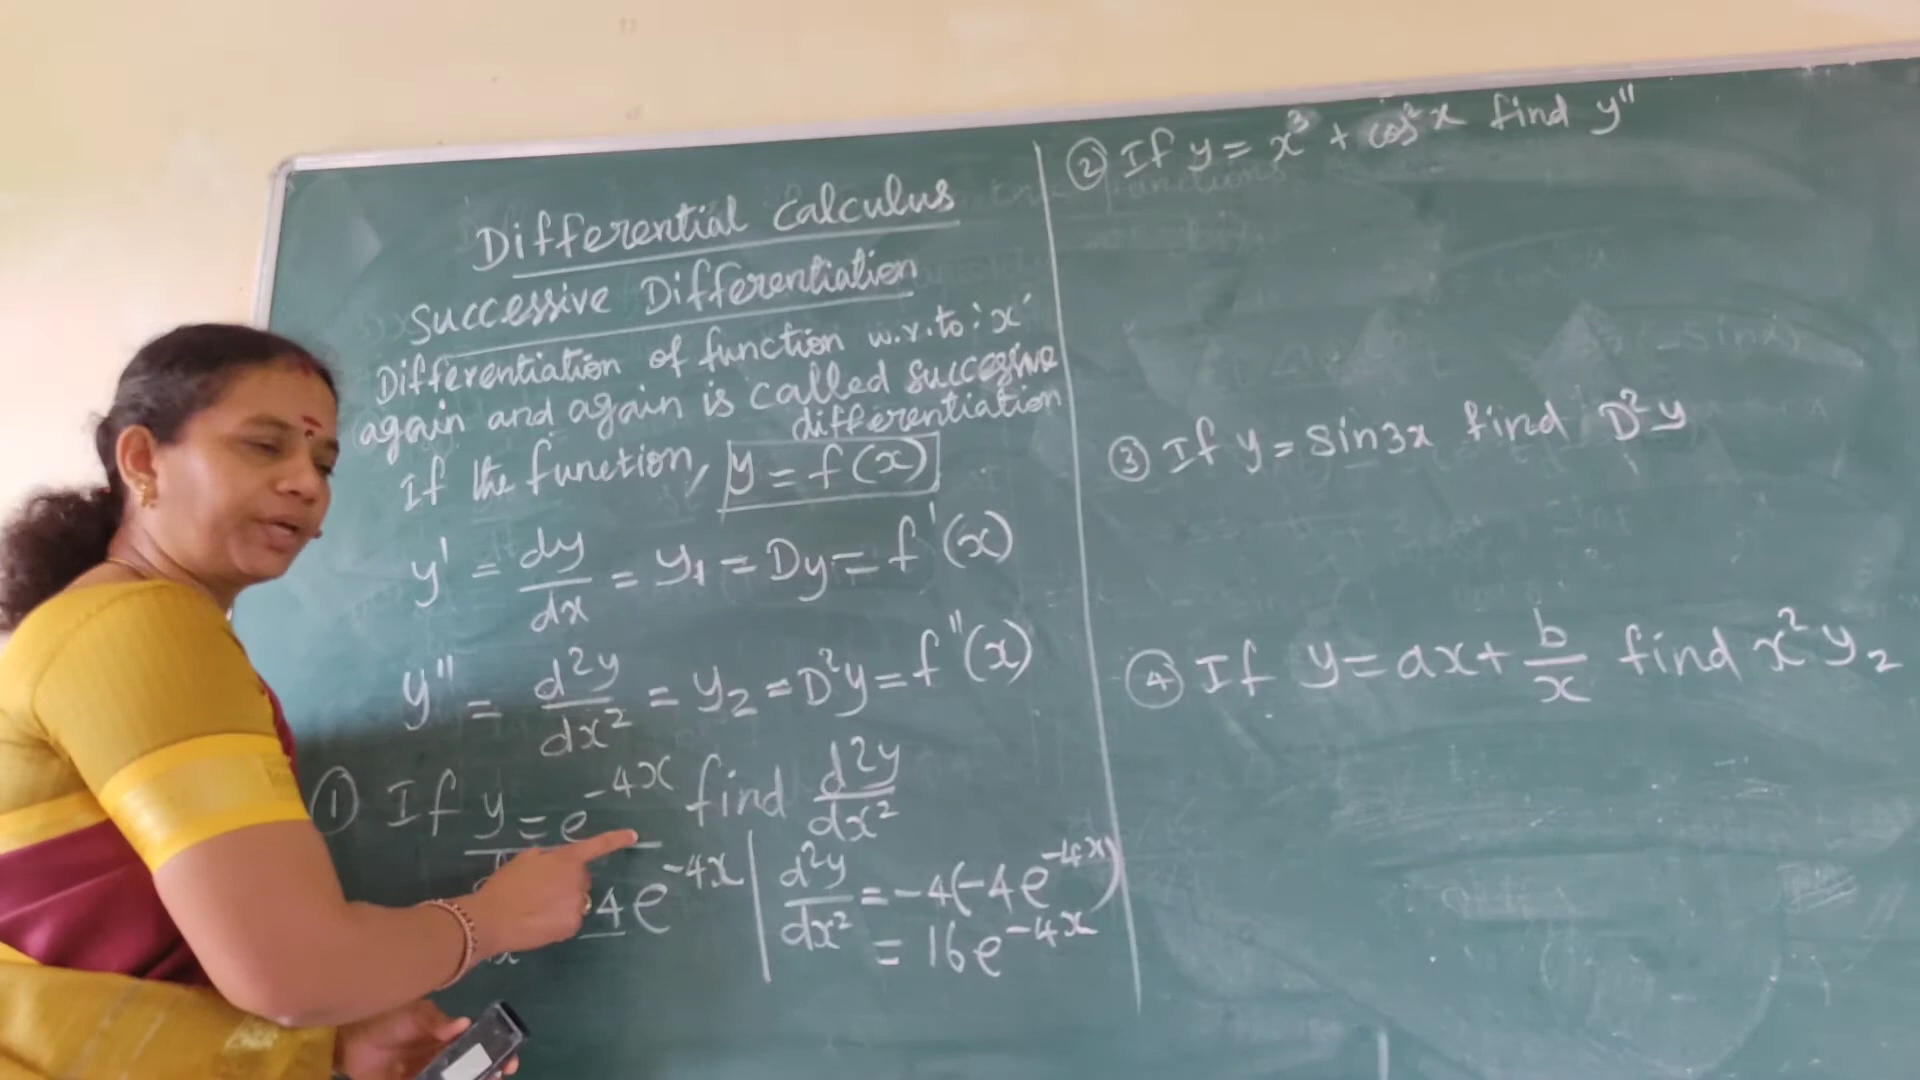 Differential Calculus
Successive Differentiation
Differentiation of function w.r.to: 'x'
again and again is called successive
differentiation
If the function, y = f(x)
y' = dy/dx = y₁ = Dy = f'(x)
y'' = d²y/dx² = y₂ = D²y = f''(x)
① If y = e^(-4x) find d²y/dx²
-4e^(-4x) | d²y/dx² = -4(-4e^(-4x))
= 16e^(-4x)
② If y = x³ + cos²x find y''
③ If y = sin3x find D²y
④ If y = ax + b/x find x²y₂